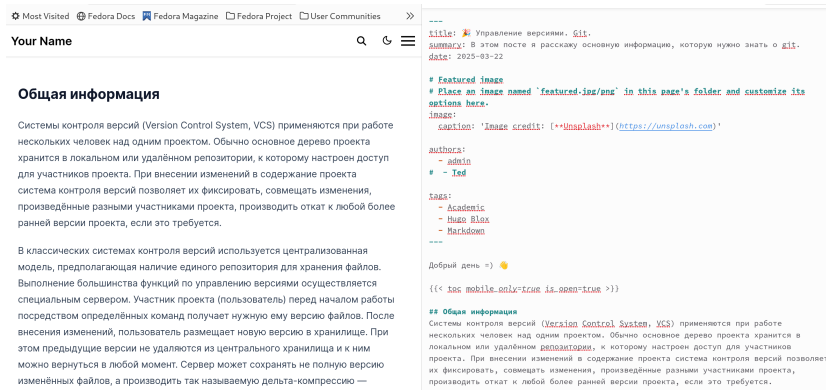 Most Visited Fedora Docs Fedora Magazine Fedora Project User Communities
Your Name
Общая информация
Системы контроля версий (Version Control System, VCS) применяются при работе
нескольких человек над одним проектом. Обычно основное дерево проекта
хранится в локальном или удалённом репозитории, к которому настроен доступ
для участников проекта. При внесении изменений в содержание проекта
система контроля версий позволяет их фиксировать, совмещать изменения,
произведённые разными участниками проекта, производить откат к любой более
ранней версии проекта, если это требуется.
В классических системах контроля версий используется централизованная
модель, предполагающая наличие единого репозитория для хранения файлов.
Выполнение большинства функций по управлению версиями осуществляется
специальным сервером. Участник проекта (пользователь) перед началом работы
посредством определённых команд получает нужную ему версию файлов. После
внесения изменений, пользователь размещает новую версию в хранилище. При
этом предыдущие версии не удаляются из центрального хранилища и к ним
можно вернуться в любой момент. Сервер может сохранять не полную версию
изменённых файлов, а производить так называемую дельта-компрессию —
---
title: 🎉 Управление версиями. Git.
summary: В этом посте я расскажу основную информацию, которую нужно знать о git.
date: 2025-03-22
# Featured image
# Place an image named `featured.jpg/png` in this page's folder and customize its
options here.
image:
caption: 'Image credit: [**Unsplash**](https://unsplash.com)'
authors:
- admin
# - Ted
tags:
- Academic
- Hugo Blox
- Markdown
---
Добрый день =) 👋
{{< toc mobile_only=true is_open=true >}}
## Общая информация
Системы контроля версий (Version Control System, VCS) применяются при работе
нескольких человек над одним проектом. Обычно основное дерево проекта хранится в
локальном или удалённом репозитории, к которому настроен доступ для участников
проекта. При внесении изменений в содержание проекта система контроля версий позволяет
их фиксировать, совмещать изменения, произведённые разными участниками проекта,
производить откат к любой более ранней версии проекта, если это требуется.